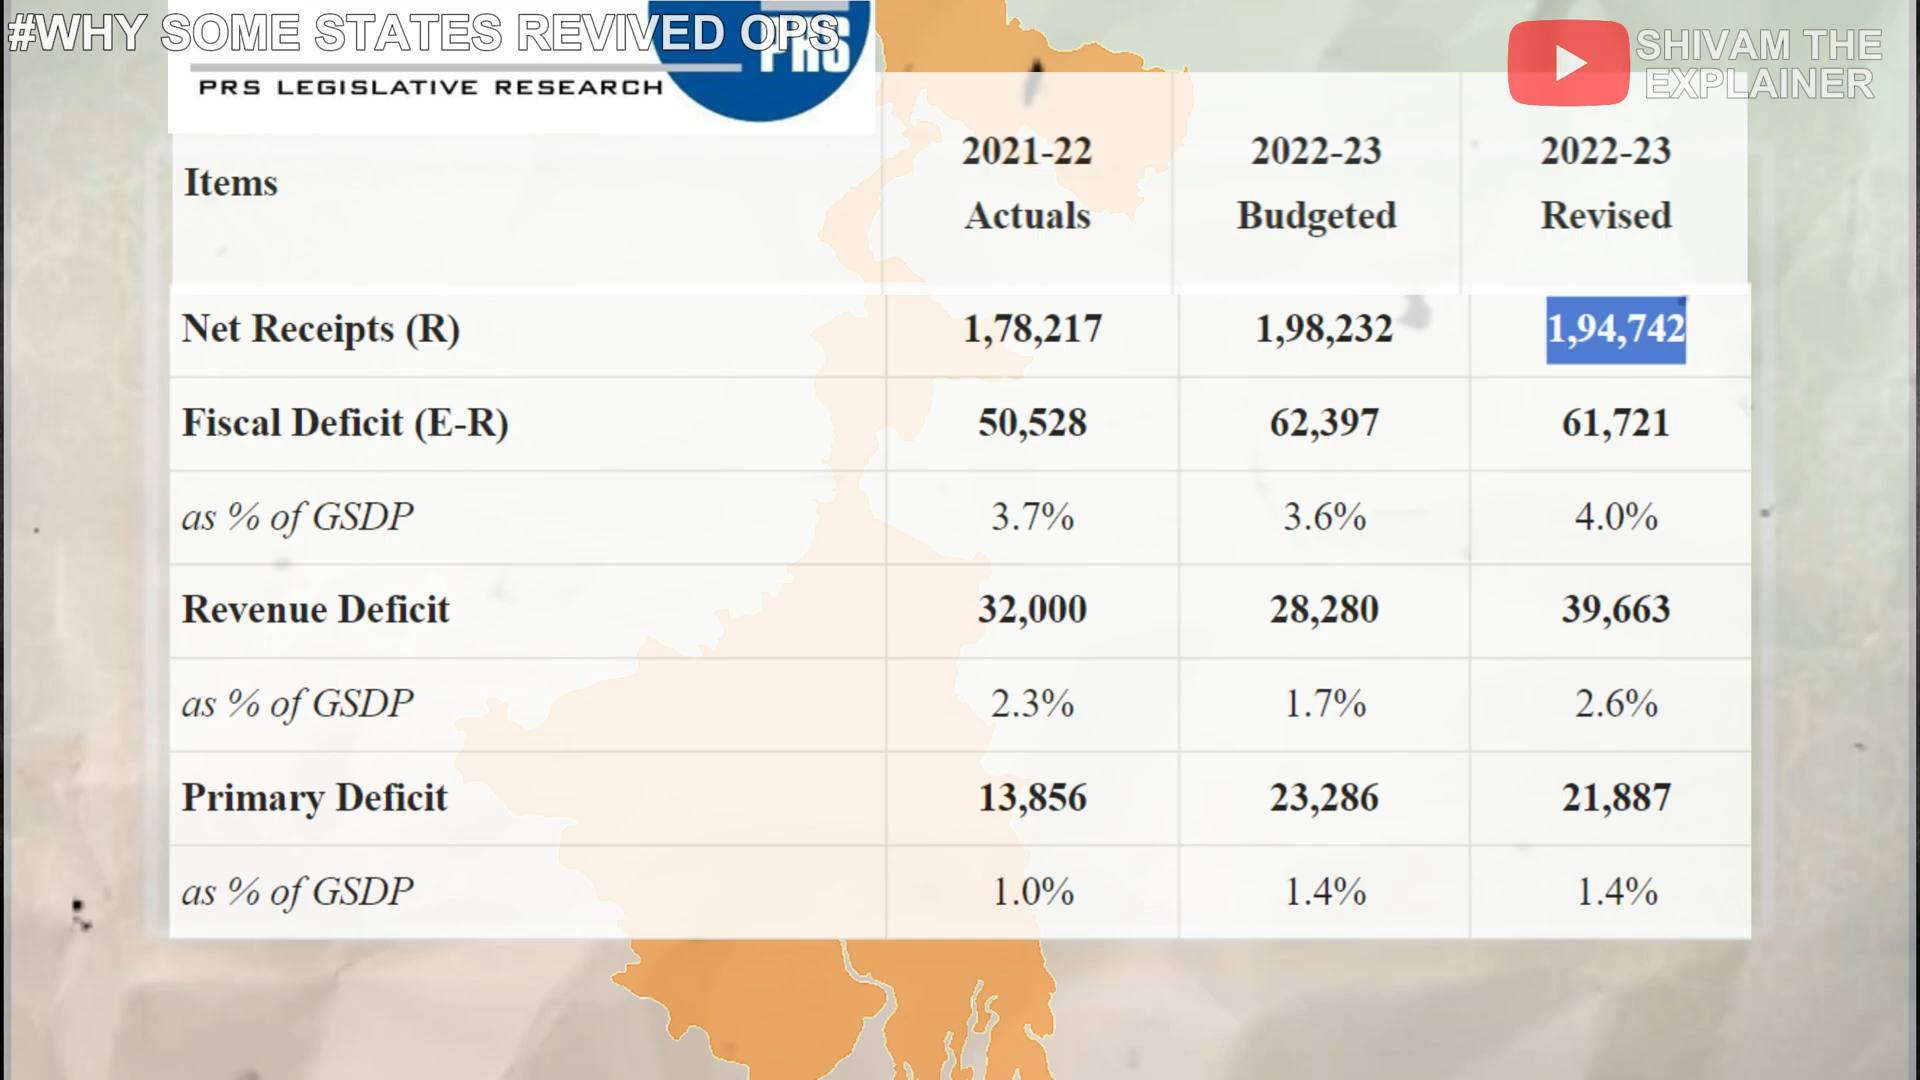 #WHY SOME STATES REVIVED OPS
PRS
PRS LEGISLATIVE RESEARCH
SHIVAM THE
EXPLAINER
Items
2021-22
Actuals
2022-23
Budgeted
2022-23
Revised
Net Receipts (R) 1,78,217 1,98,232 1,94,742
Fiscal Deficit (E-R) 50,528 62,397 61,721
as % of GSDP 3.7% 3.6% 4.0%
Revenue Deficit 32,000 28,280 39,663
as % of GSDP 2.3% 1.7% 2.6%
Primary Deficit 13,856 23,286 21,887
as % of GSDP 1.0% 1.4% 1.4%